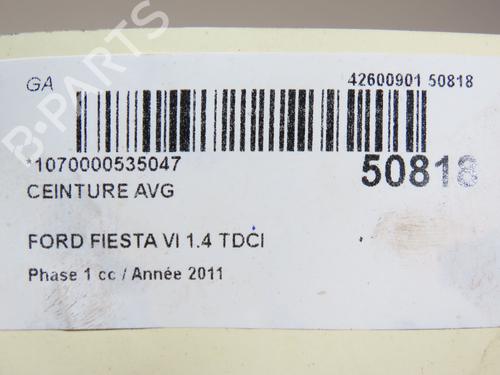 GA
42600901 50818
*1070000535047
50818
CEINTURE AVG
FORD FIESTA VI 1.4 TDCI
Phase 1 cc / Année 2011
B-PARTS